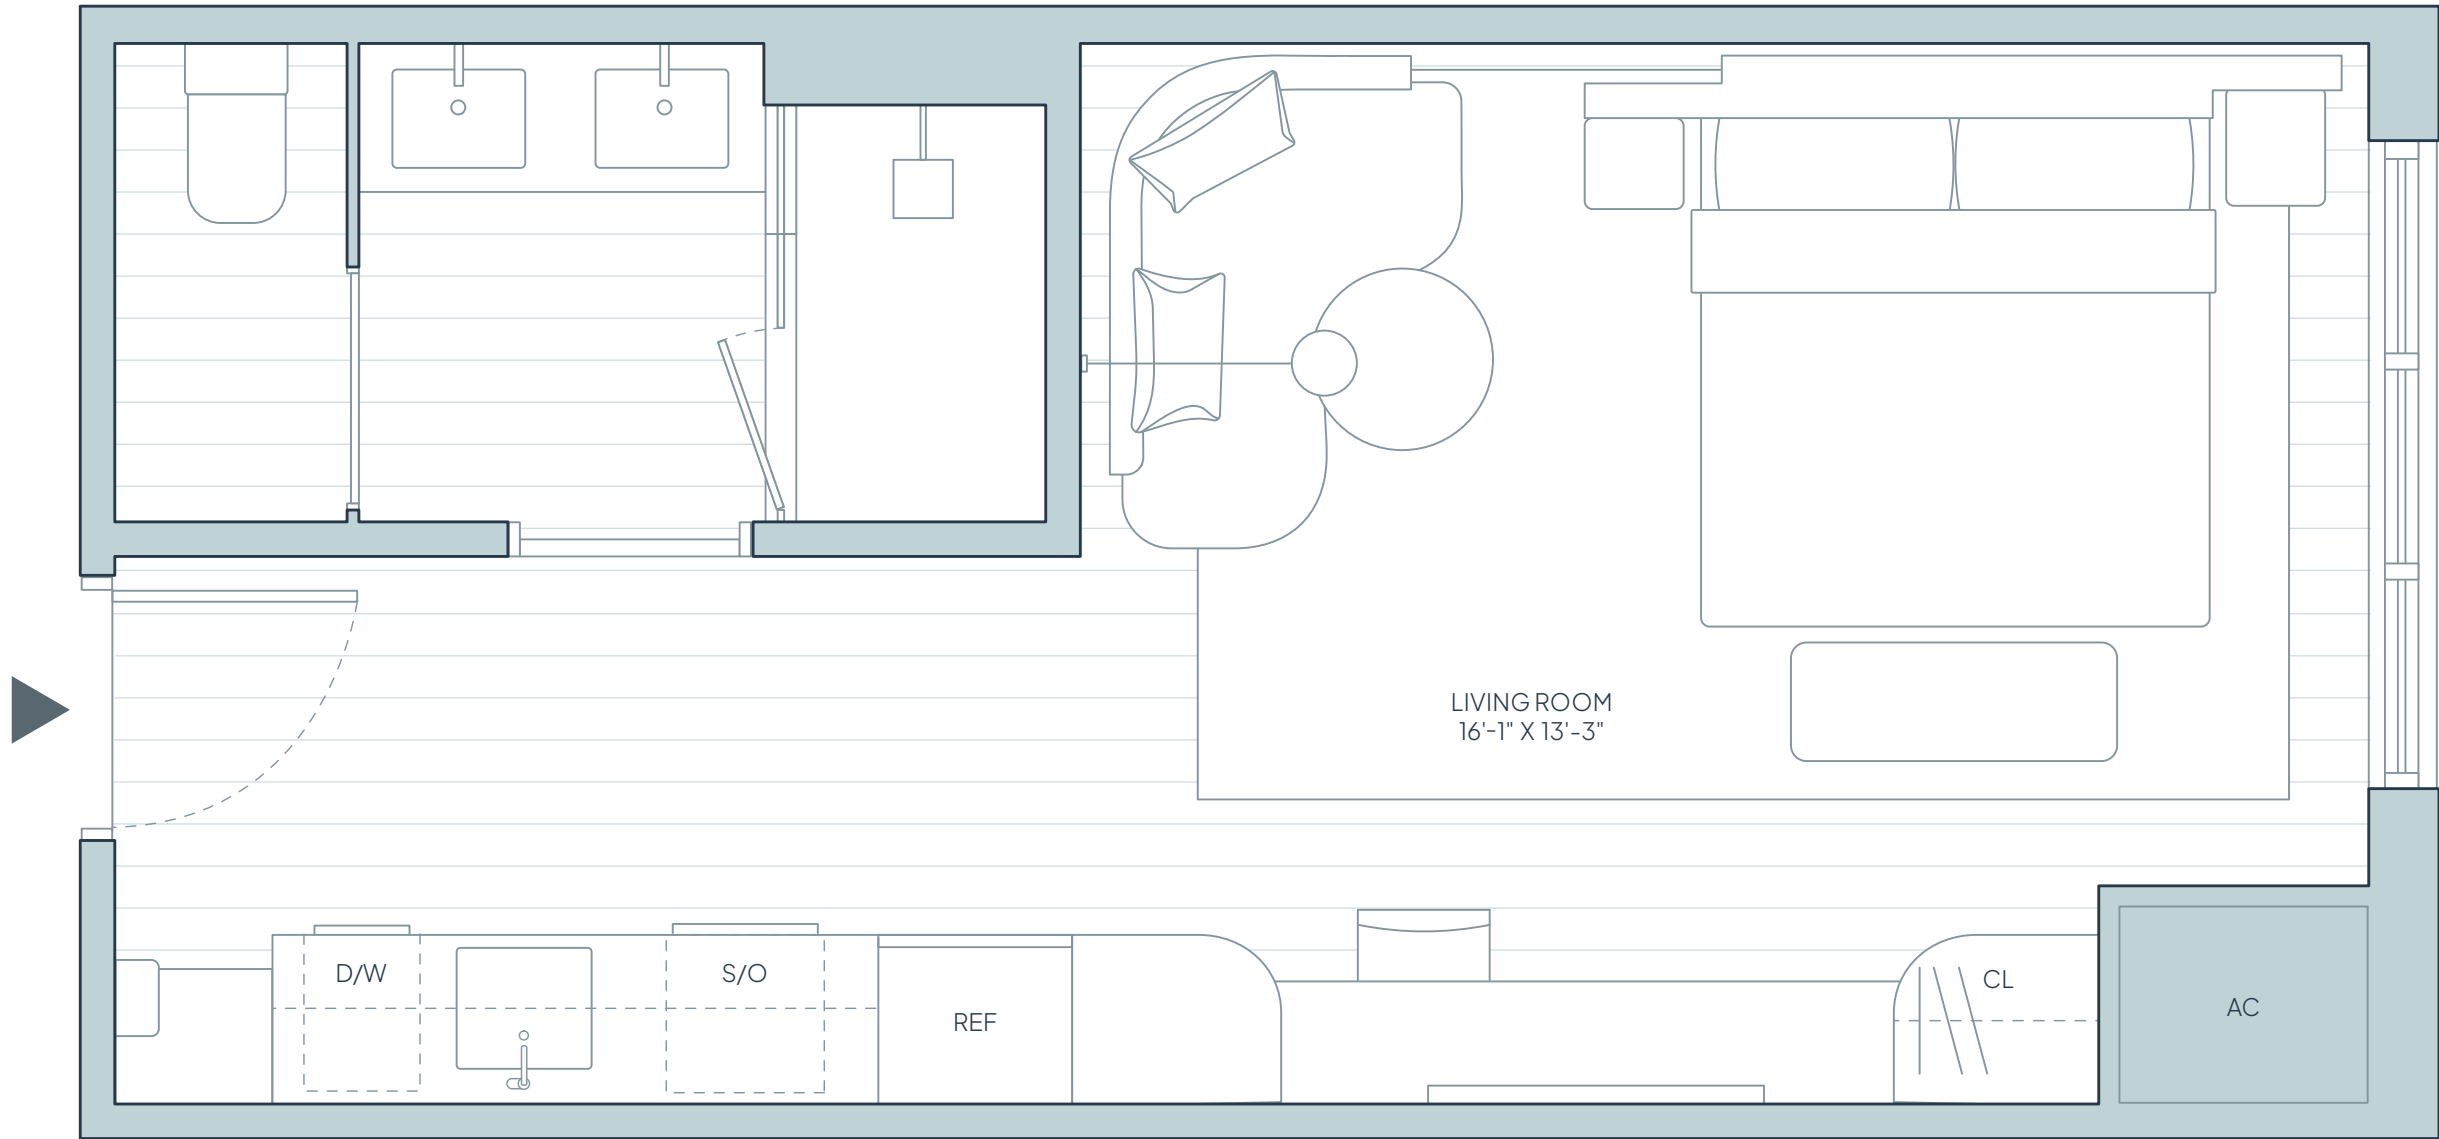 LIVING ROOM
16'-1" X 13'-3"
D/W
S/O
REF
CL
AC